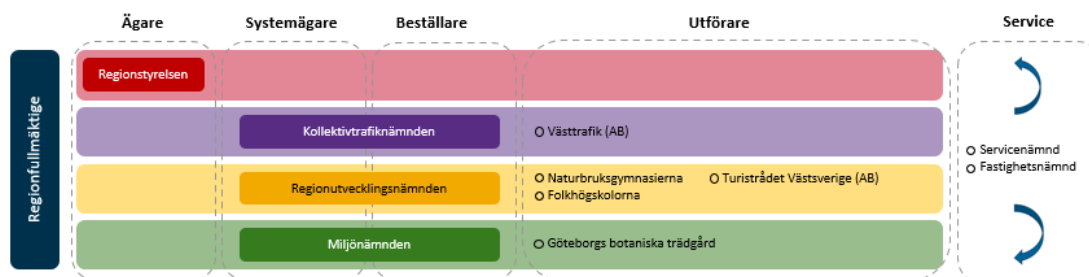 Ägare
Systemägare
Beställare
Utförare
Service
Regionfullmäktige
Regionstyrelsen
Kollektivtrafiknämnden
Västtrafik (AB)
Servicenämnd
Fastighetsnämnd
Regionutvecklingsnämnden
Naturbruksgymnasierna
Turistrådet Västsverige (AB)
Folkhögskolorna
Miljönämnden
Göteborgs botaniska trädgård